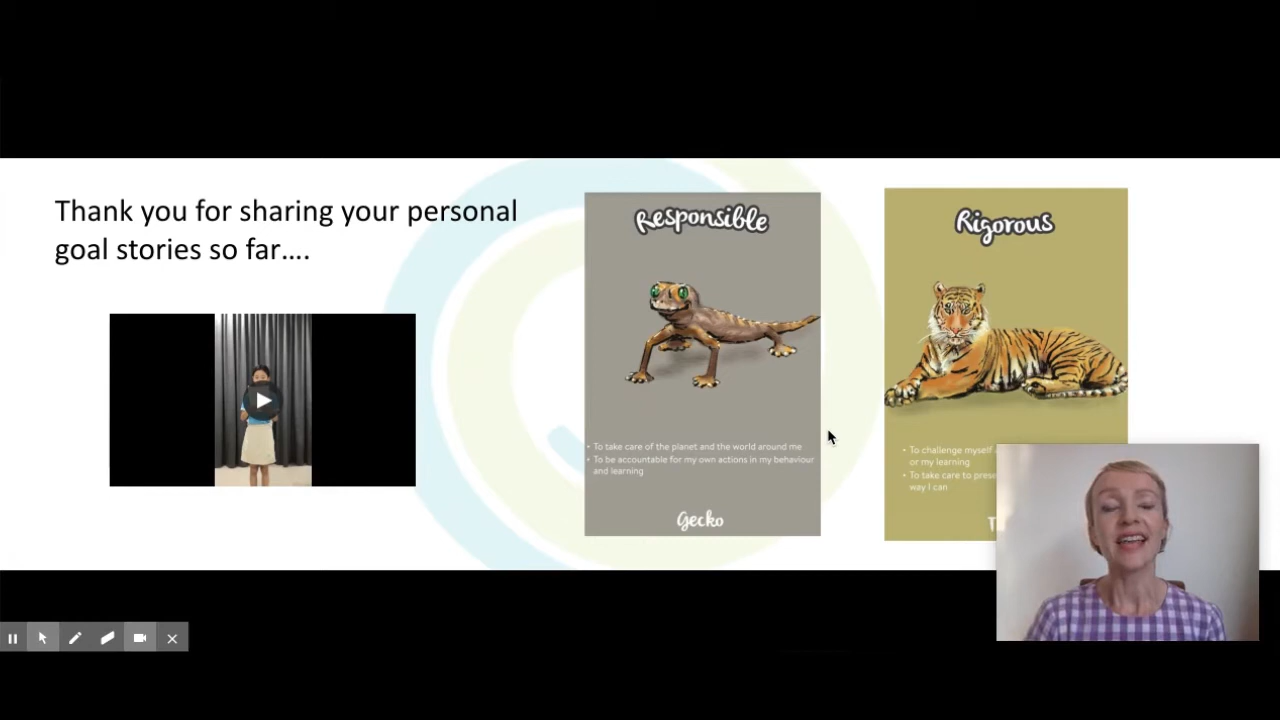 Thank you for sharing your personal
goal stories so far....
Responsible
• To take care of the planet and the world around me
• To be accountable for my own actions in my behaviour
and learning
Gecko
Rigorous
• To challenge myself
or my learning
• To take care to prese
way I can
T